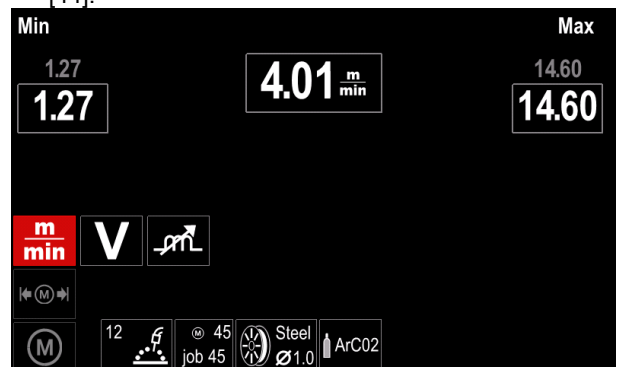 [44].
Min Max
1.27 4.01 m/min 14.60
1.27 14.60
m/min V
M
M 12 M 45 job 45 Steel Ø1.0 ArC02